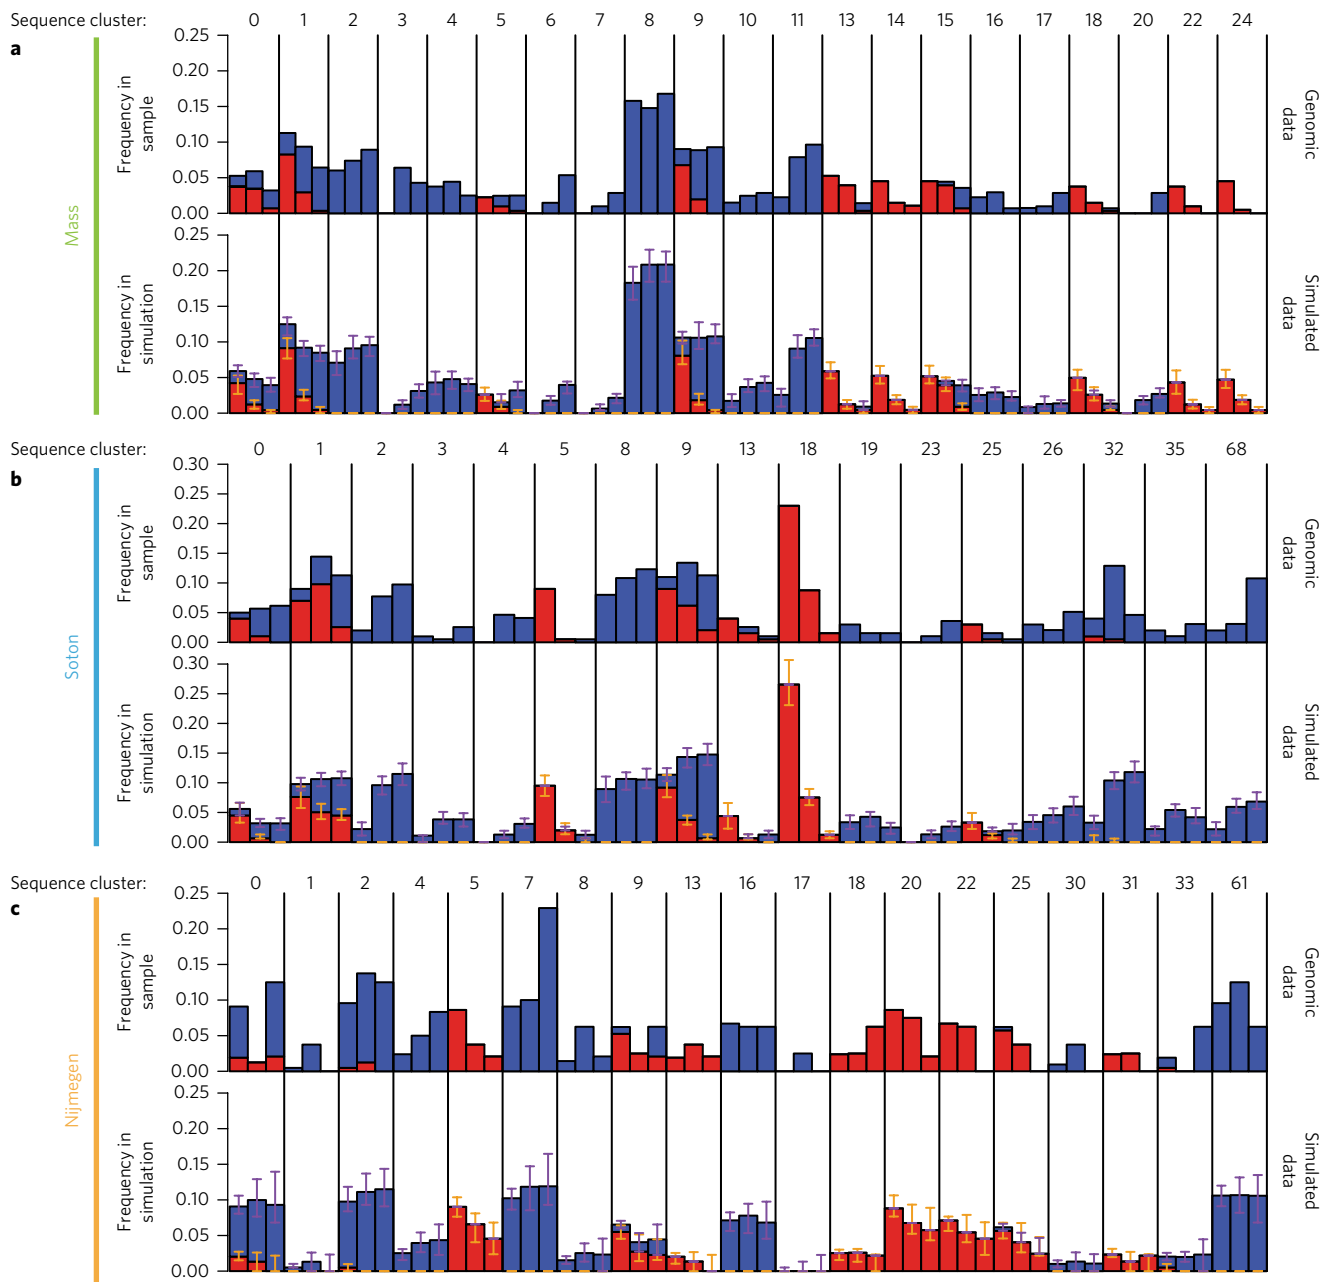 Sequence cluster: 0 1 2 3 4 5 6 7 8 9 10 11 13 14 15 16 17 18 20 22 24
a
Mass
Frequency in
sample
0.25
0.20
0.15
0.10
0.05
0.00
Genomic
data
Frequency in
simulation
0.25
0.20
0.15
0.10
0.05
0.00
Simulated
data
Sequence cluster: 0 1 2 3 4 5 8 9 13 18 19 23 25 26 32 35 68
b
Soton
Frequency in
sample
0.30
0.25
0.20
0.15
0.10
0.05
0.00
Genomic
data
Frequency in
simulation
0.30
0.25
0.20
0.15
0.10
0.05
0.00
Simulated
data
Sequence cluster: 0 1 2 4 5 7 8 9 13 16 17 18 20 22 25 30 31 33 61
c
Nijmegen
Frequency in
sample
0.25
0.20
0.15
0.10
0.05
0.00
Genomic
data
Frequency in
simulation
0.25
0.20
0.15
0.10
0.05
0.00
Simulated
data